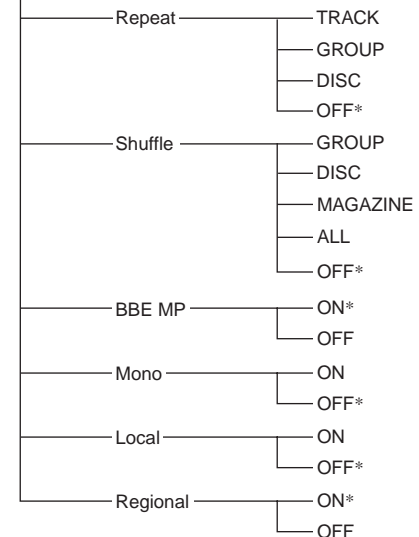 Repeat TRACK
GROUP
DISC
OFF*
Shuffle GROUP
DISC
MAGAZINE
ALL
OFF*
BBE MP ON*
OFF
Mono ON
OFF*
Local ON
OFF*
Regional ON*
OFF